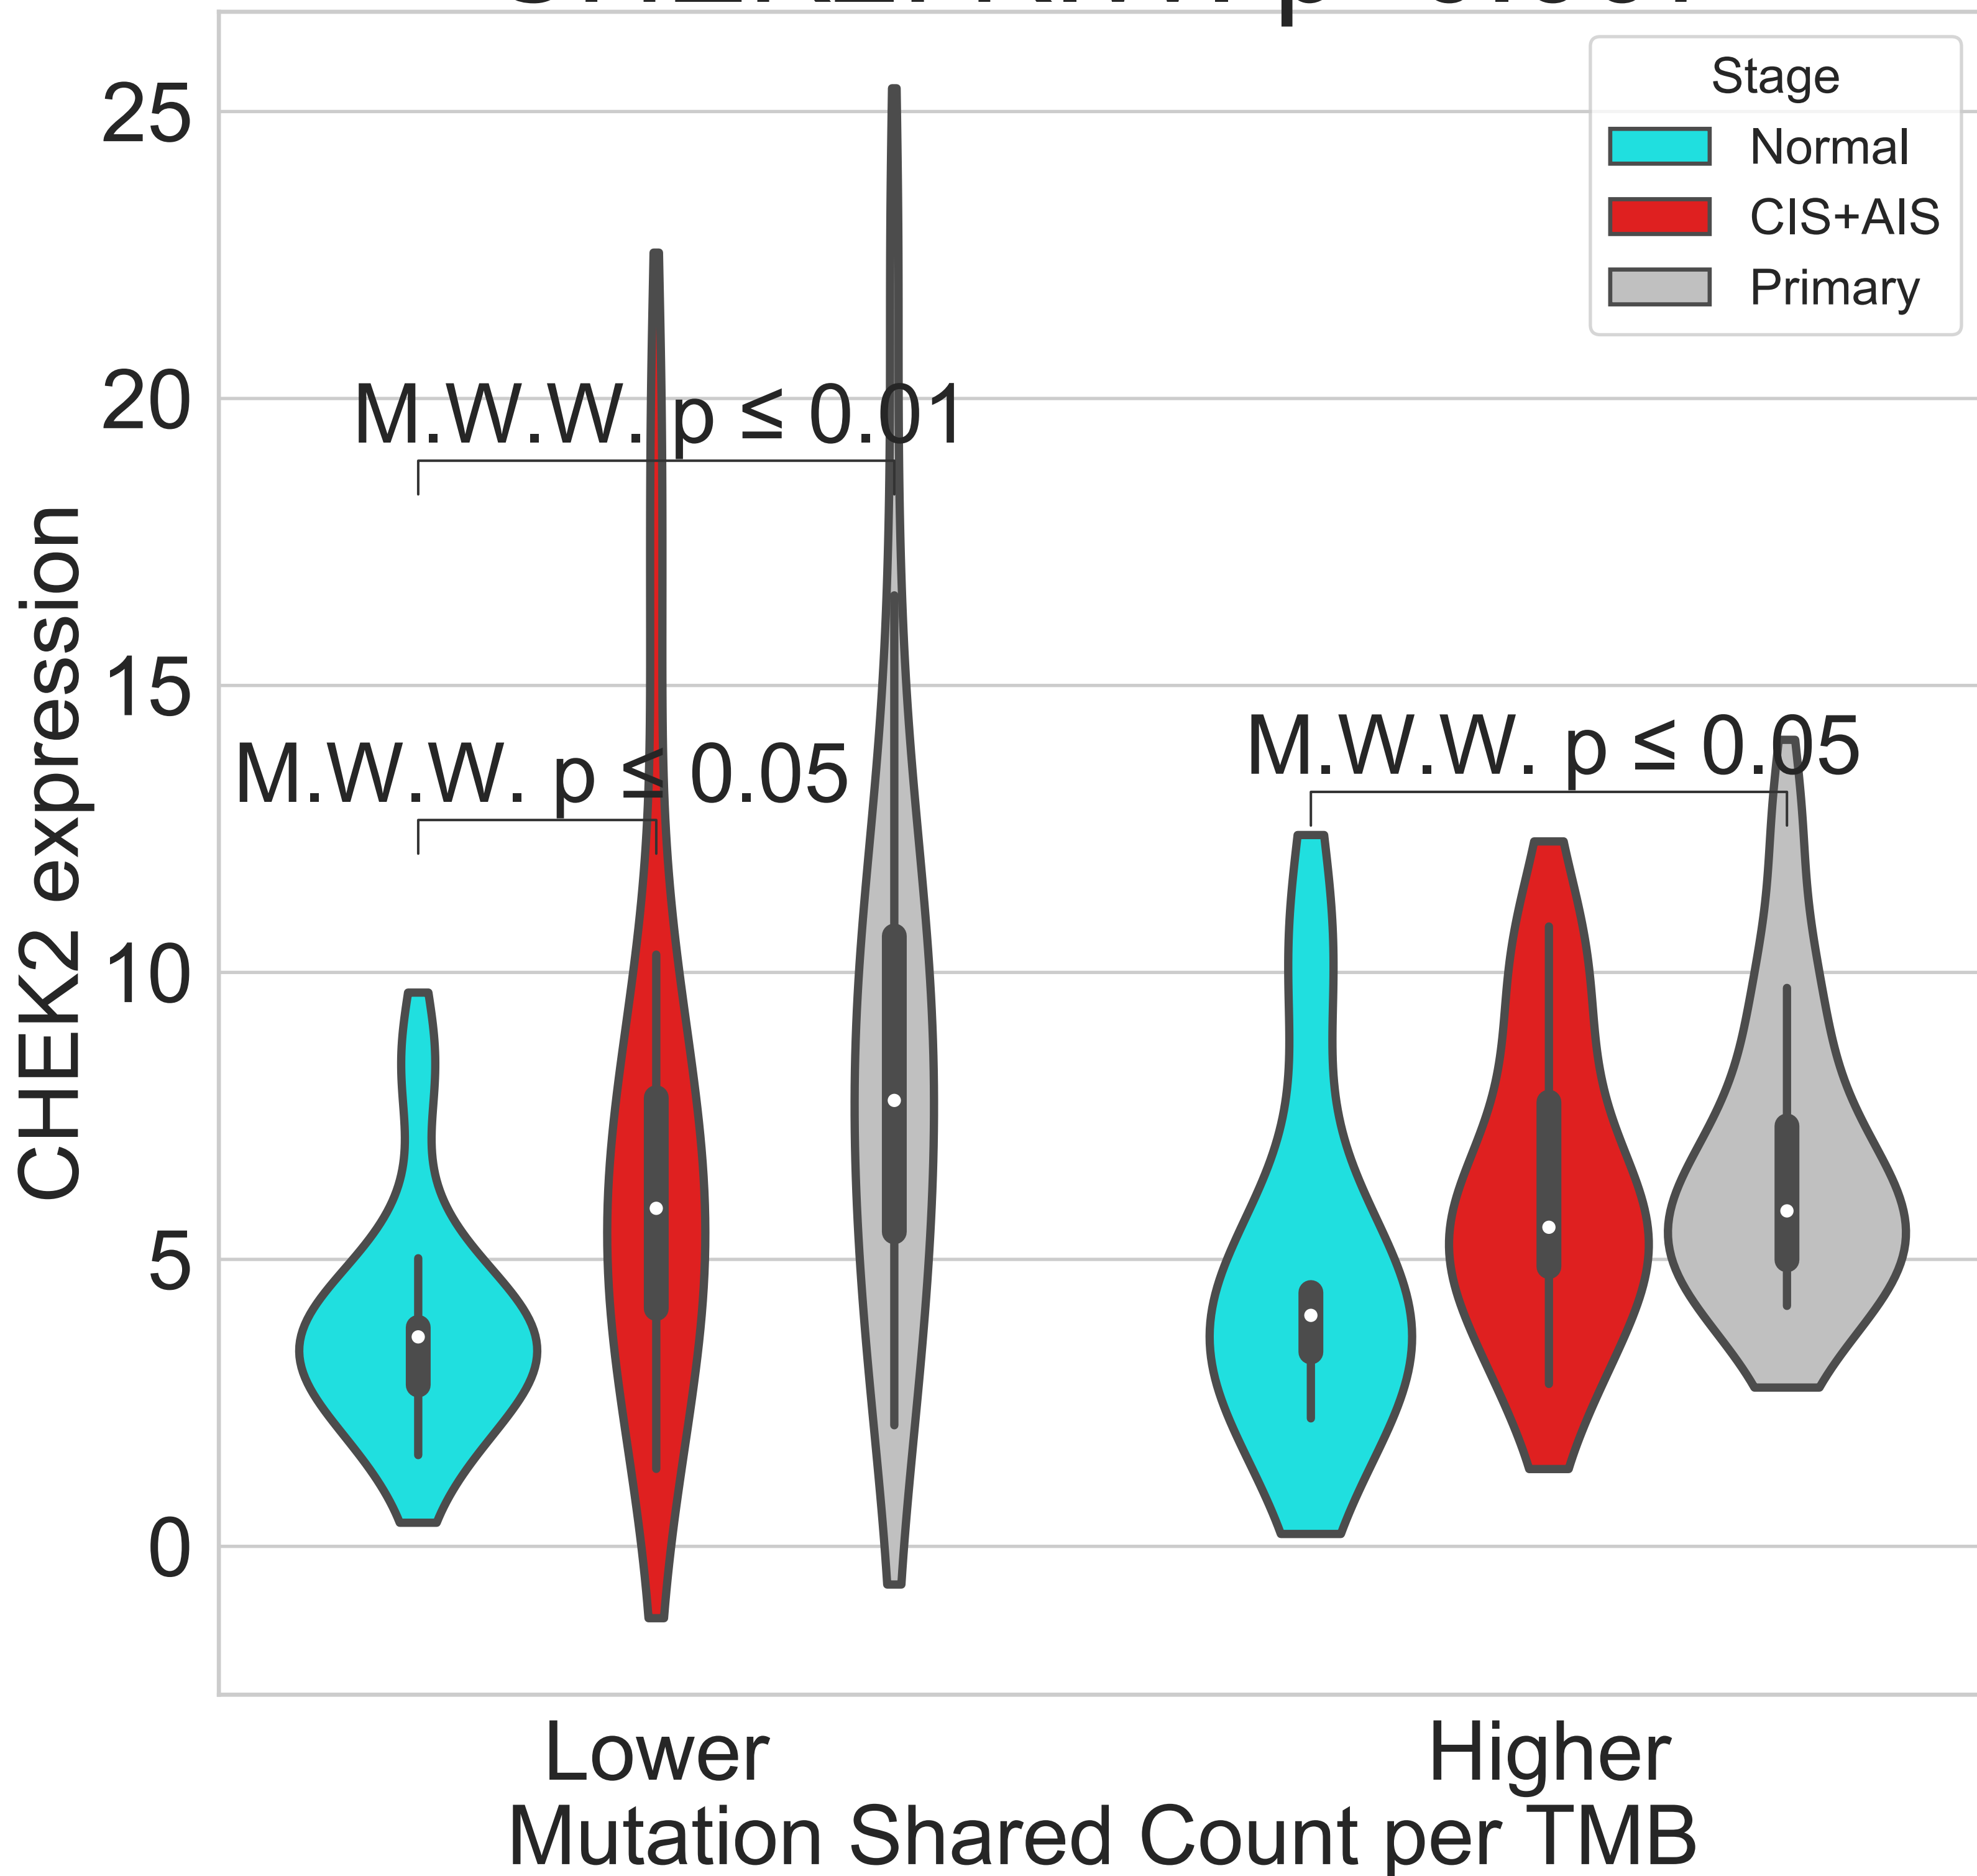 25
20
15
10
5
0
CHEK2 expression
Stage
Normal
CIS+AIS
Primary
M.W.W. p ≤ 0.01
M.W.W. p ≤ 0.05
M.W.W. p ≤ 0.05
Lower
Higher
Mutation Shared Count per TMB